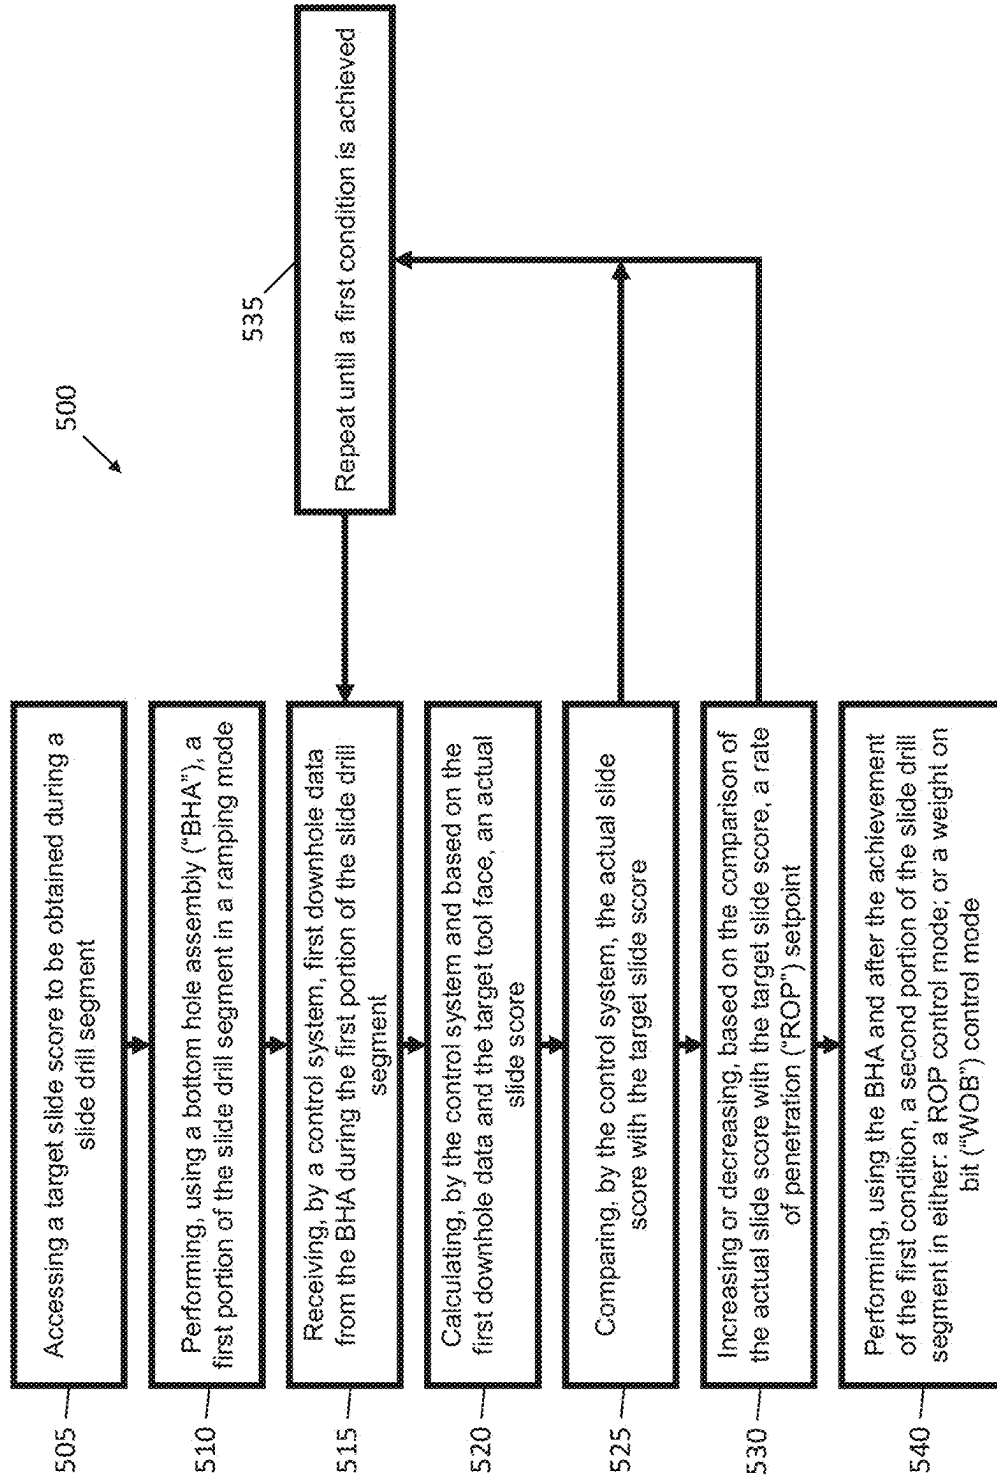 500
505
Accessing a target slide score to be obtained during a
slide drill segment
510
Performing, using a bottom hole assembly (“BHA”), a
first portion of the slide drill segment in a ramping mode
515
Receiving, by a control system, first downhole data
from the BHA during the first portion of the slide drill
segment
520
Calculating, by the control system and based on the
first downhole data and the target tool face, an actual
slide score
525
Comparing, by the control system, the actual slide
score with the target slide score
530
Increasing or decreasing, based on the comparison of
the actual slide score with the target slide score, a rate
of penetration (“ROP”) setpoint
535
Repeat until a first condition is achieved
540
Performing, using the BHA and after the achievement
of the first condition, a second portion of the slide drill
segment in either: a ROP control mode; or a weight on
bit (“WOB”) control mode